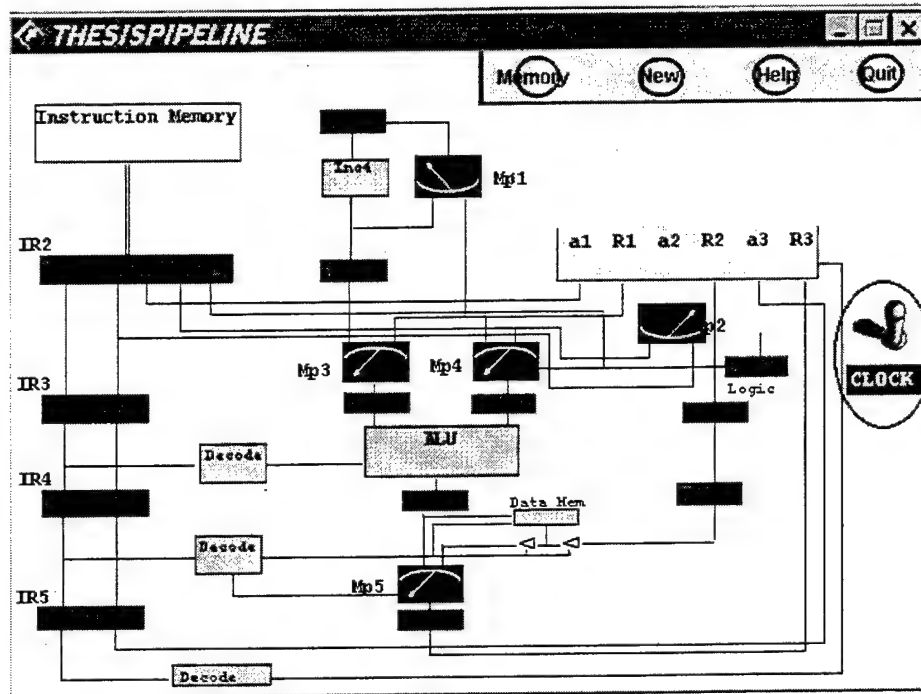 THESISPIPELINE
Memory New Help Quit
Instruction Memory
Inc4
Mp1
IR2
a1 R1 a2 R2 a3 R3
p2
Mp3
Mp4
Logic
CLOCK
IR3
ALU
Decode
IR4
Data Mem
Decode
Mp5
IR5
Decode